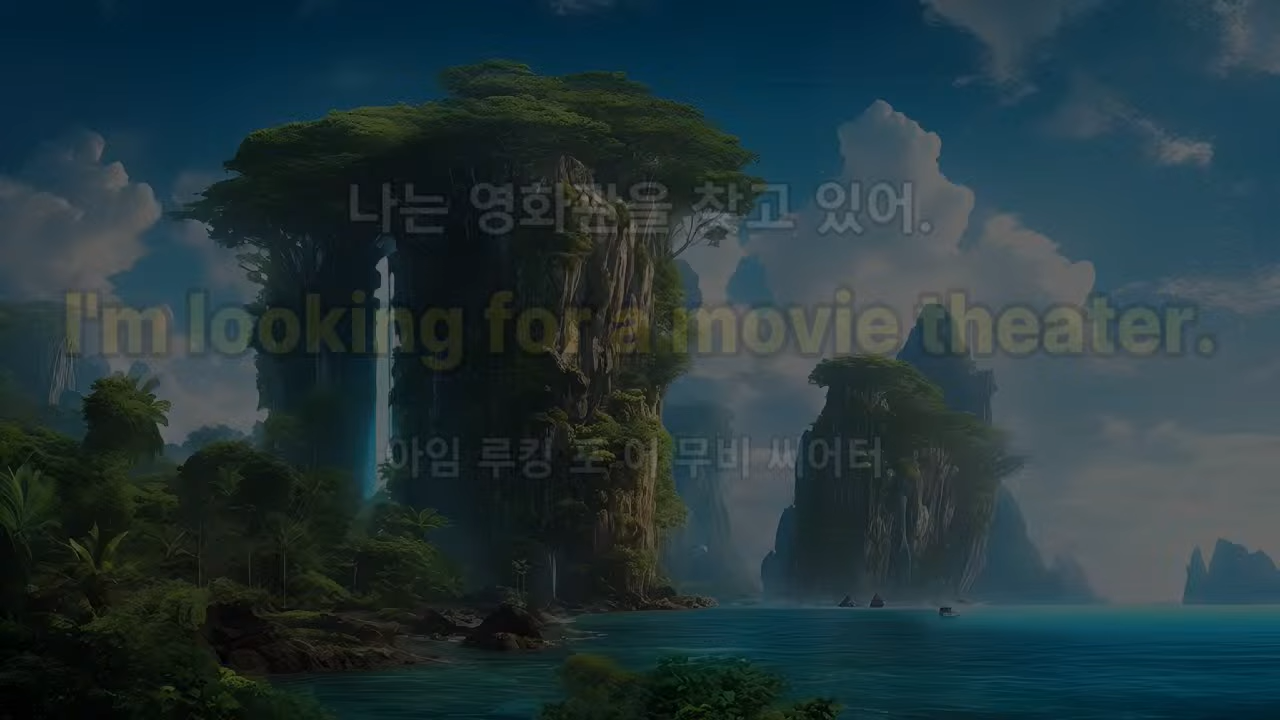 나는 영화관을 찾고 있어.
I'm looking for a movie theater.
아임 루킹 포 어 무비 씨어터